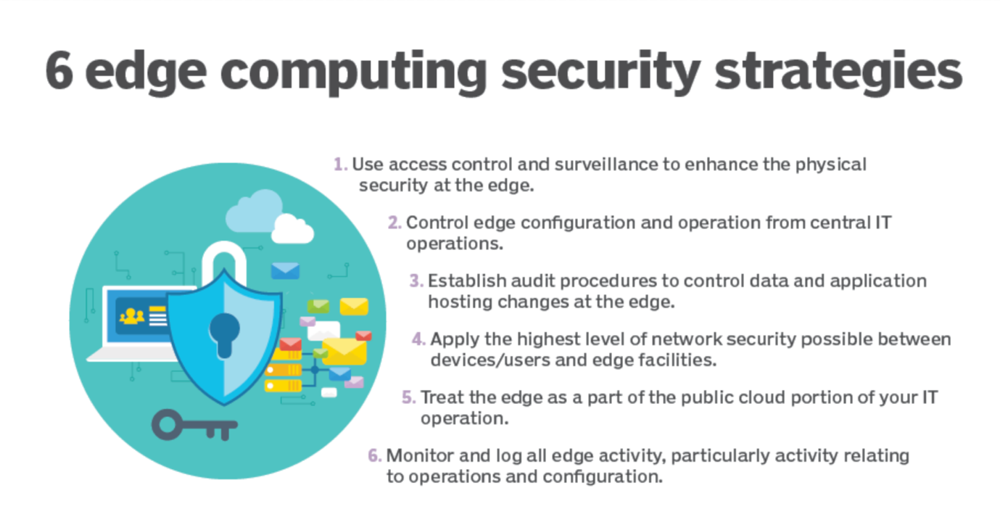 6 edge computing security strategies
1. Use access control and surveillance to enhance the physical
security at the edge.
2. Control edge configuration and operation from central IT
operations.
3. Establish audit procedures to control data and application
hosting changes at the edge.
4. Apply the highest level of network security possible between
devices/users and edge facilities.
5. Treat the edge as a part of the public cloud portion of your IT
operation.
6. Monitor and log all edge activity, particularly activity relating
to operations and configuration.